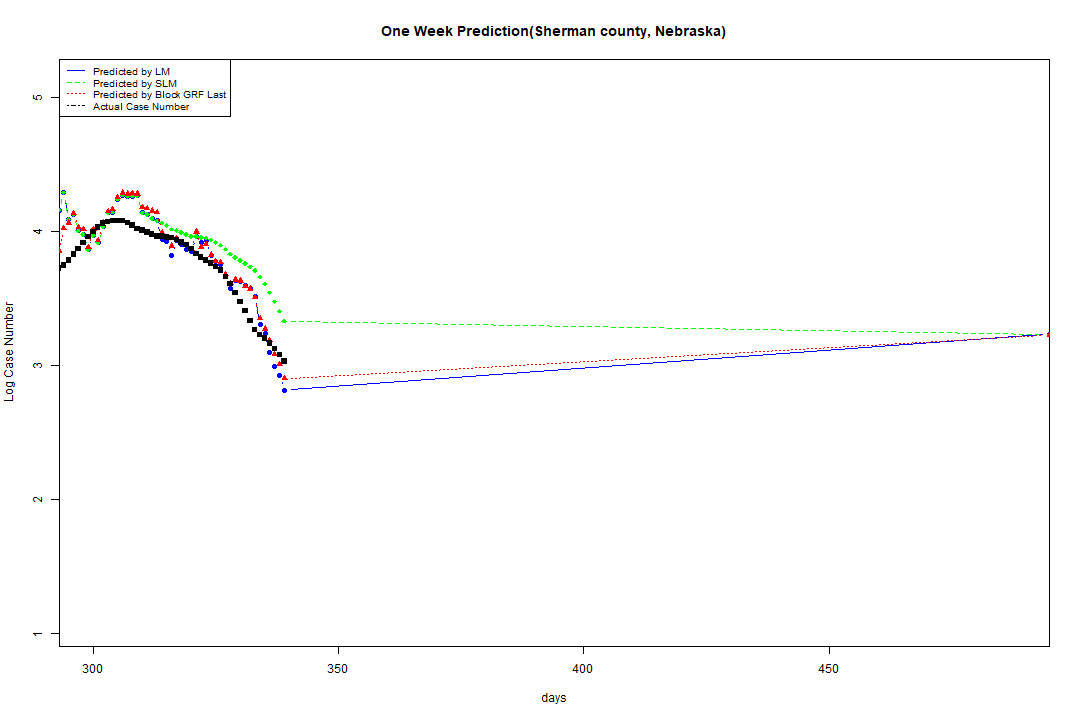 One Week Prediction(Sherman county, Nebraska)
Predicted by LM
Predicted by SLM
Predicted by Block GRF Last
Actual Case Number
5
4
3
2
1
Log Case Number
300
350
400
450
days